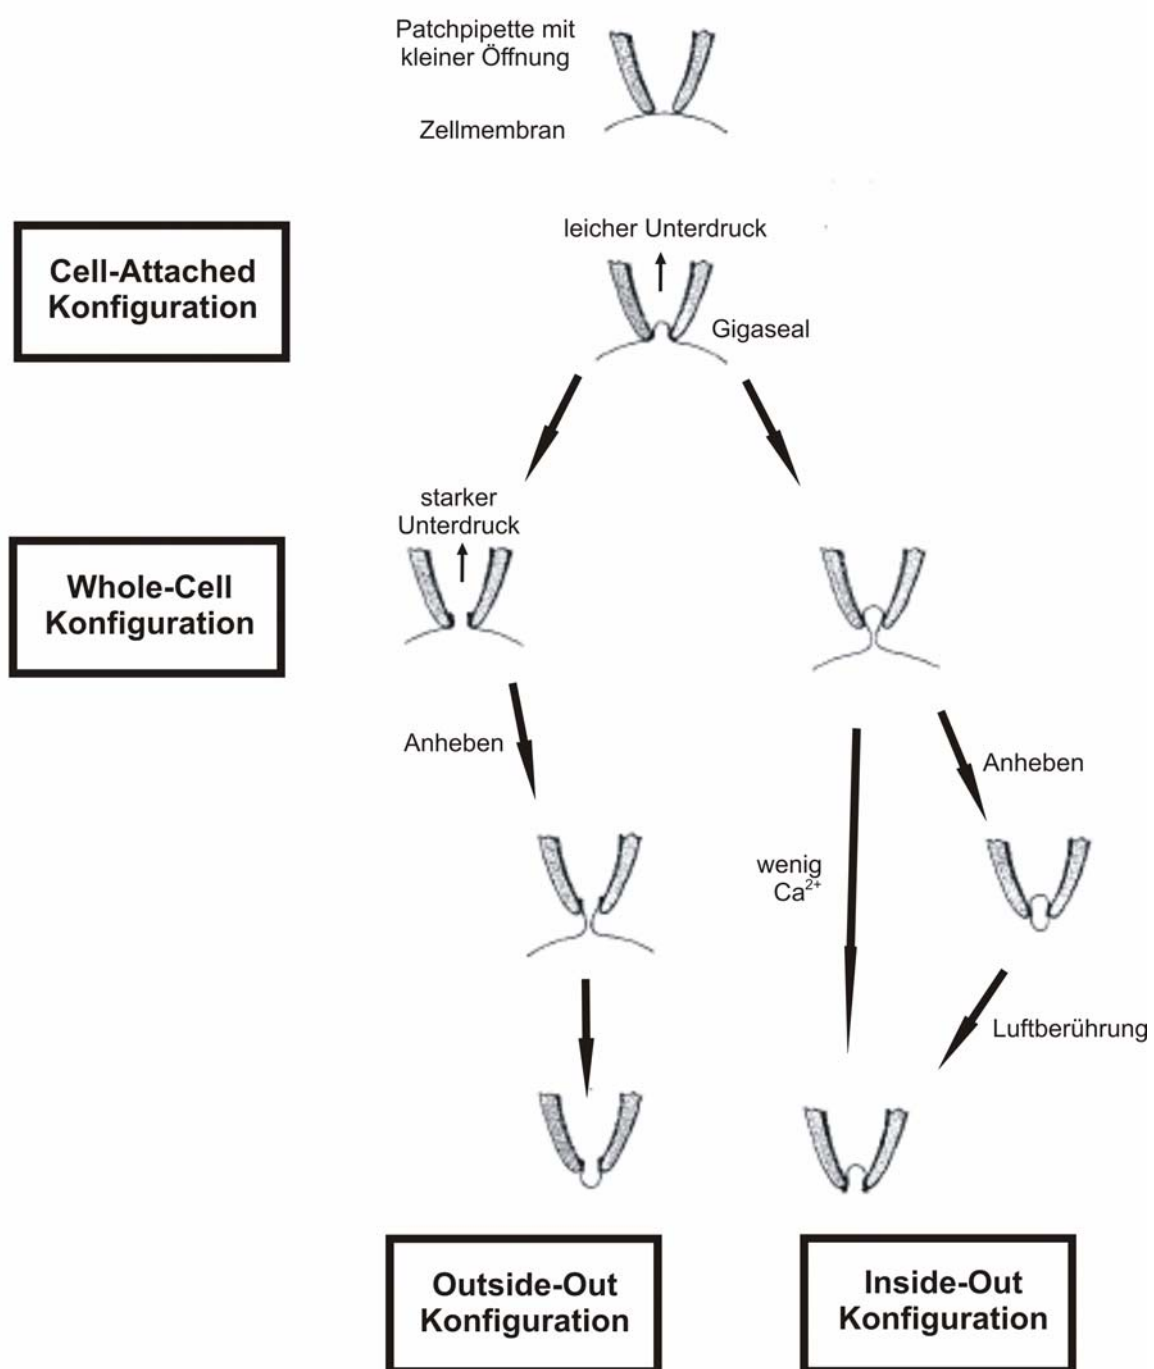 Patchpipette mit
kleiner Öffnung
Zellmembran
leicher Unterdruck
Cell-Attached
Konfiguration
Gigaseal
starker
Unterdruck
Whole-Cell
Konfiguration
Anheben
Anheben
wenig
Ca²⁺
Luftberührung
Outside-Out
Konfiguration
Inside-Out
Konfiguration